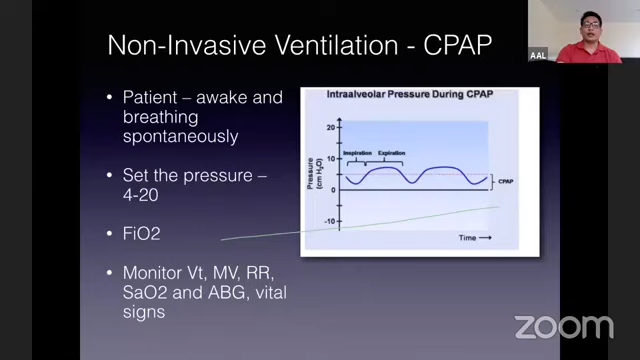 Non-Invasive Ventilation - CPAP
AAL
• Patient – awake and
breathing
spontaneously
• Set the pressure –
4-20
• FiO2
• Monitor Vt, MV, RR,
SaO2 and ABG, vital
signs
Intraalveolar Pressure During CPAP
20
10
0
-10
Pressure
(cm H2O)
Inspiration
Expiration
CPAP
Time
zoom